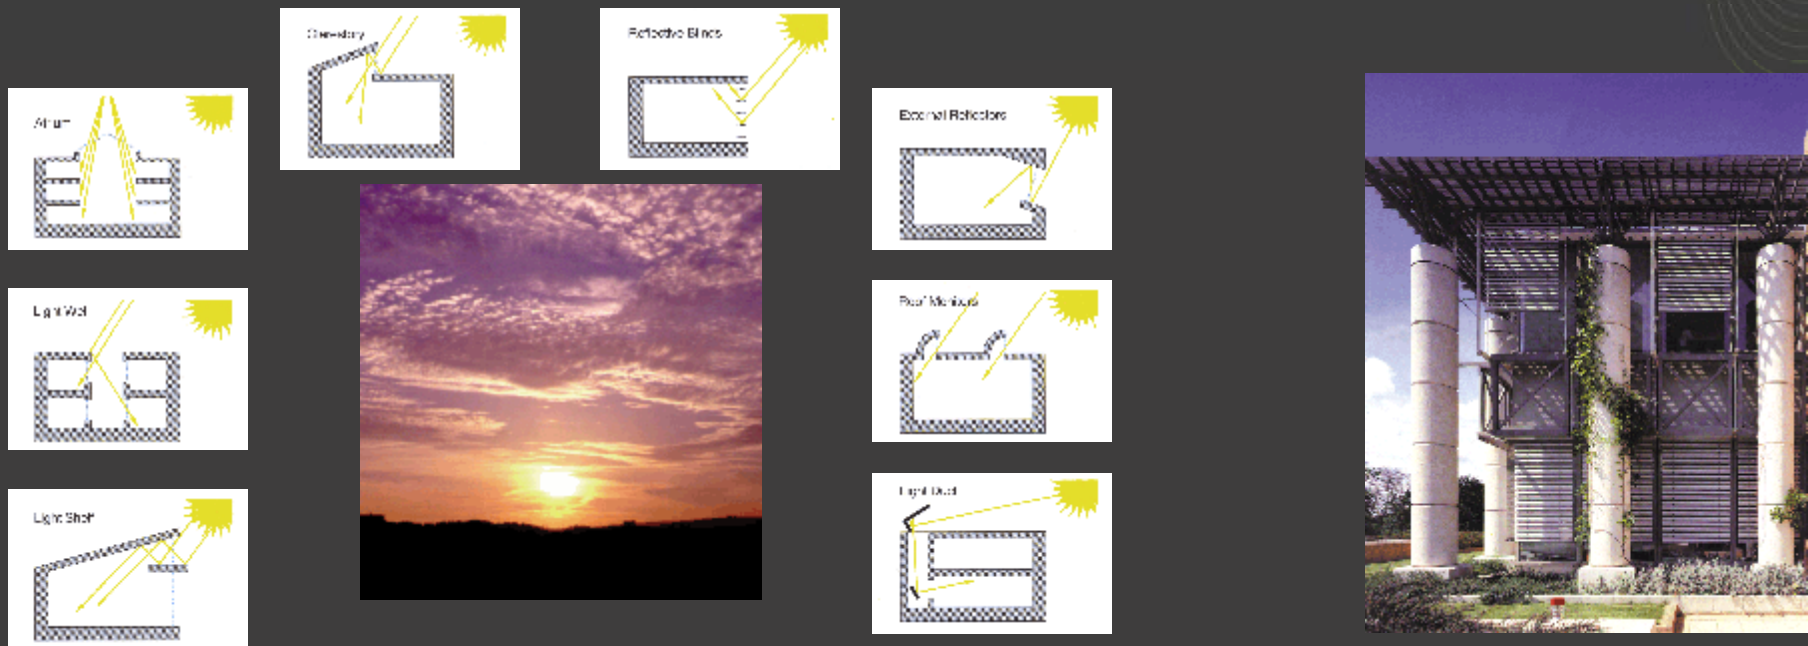 Clerestory
Reflective Blinds
Atrium
External Reflectors
Light Well
Roof Monitors
Light Shelf
Light Duct